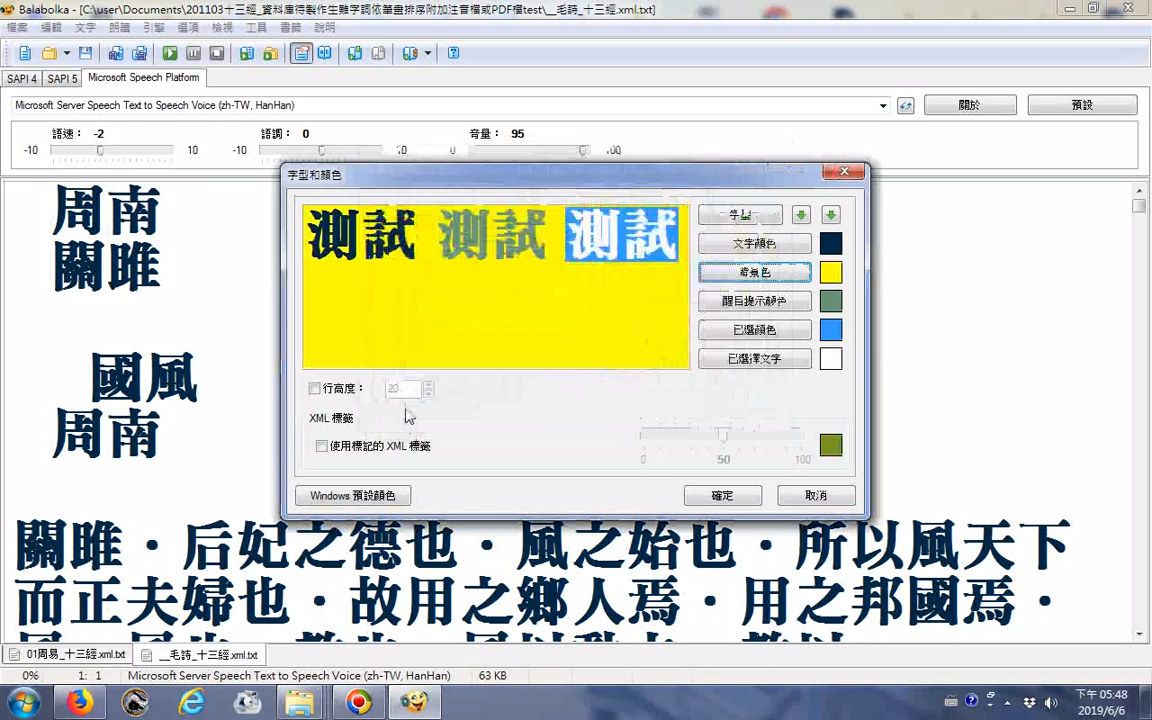 Balabolka - [C:\user\Documents\201103十三經_資料庫待製作生難字詞依筆畫排序附加注音檔或PDF檔test\__毛詩_十三經.xml.txt]
檔案 編輯 文字 朗讀 引擎 選項 檢視 工具 書籤 說明
SAPI 4 SAPI 5 Microsoft Speech Platform
Microsoft Server Speech Text to Speech Voice (zh-TW, HanHan) 關於 預設
語速： -2 語調： 0 音量： 95
-10 10 -10 10 0 100
字型和顏色
周南
關雎
國風
周南
測試 測試 測試
字型
文字顏色
背景色
醒目提示顏色
已選顏色
已選擇文字
行高度： 20
XML 標籤
使用標記的 XML 標籤
0 50 100
Windows 預設顏色 確定 取消
關雎．后妃之德也．風之始也．所以風天下
而正夫婦也．故用之鄉人焉．用之邦國焉．
01周易_十三經.xml.txt __毛詩_十三經.xml.txt
0% 1: 1 Microsoft Server Speech Text to Speech Voice (zh-TW, HanHan) 63 KB
下午 05:48
2019/6/6